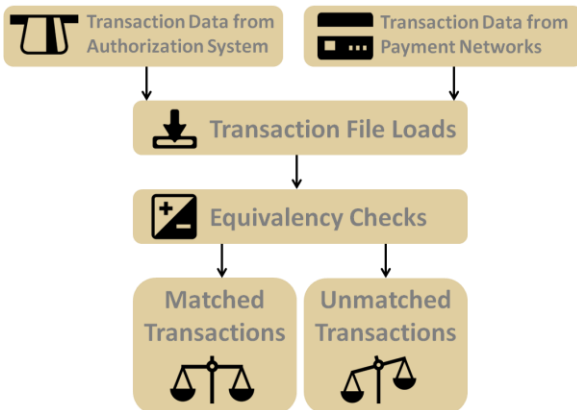 Transaction Data from
Authorization System
Transaction Data from
Payment Networks
Transaction File Loads
Equivalency Checks
Matched
Transactions
Unmatched
Transactions